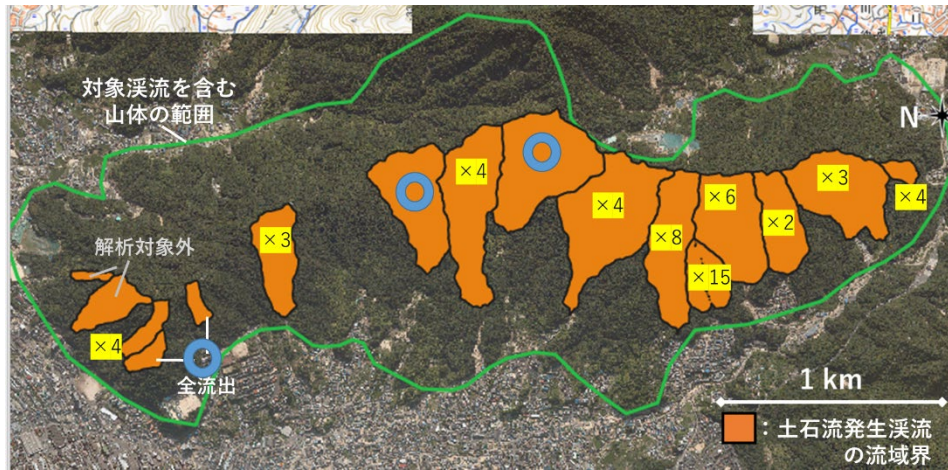 対象渓流を含む
山体の範囲
N
×4
×3
×4
×6
×3
×4
×2
×8
×3
解析対象外
×15
×4
全流出
1 km
：土石流発生渓流
の流域界